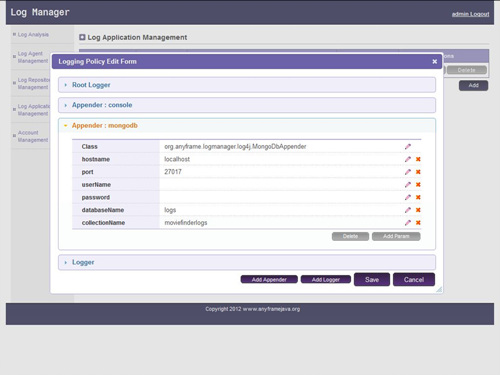 Log Manager
admin Logout
Log Analysis
Log Application Management
Log Agent
Management
Logging Policy Edit Form
Delete
Log Reposito
Management
Root Logger
Add
Log Applicatio
Management
Appender : console
Account
Management
Appender : mongodb
Class org.anyframe.logmanager.log4j.MongoDbAppender
hostname localhost
port 27017
userName
password
databaseName logs
collectionName moviefinderlogs
Delete Add Param
Logger
Add Appender Add Logger Save Cancel
Copyright 2012 www.anyframejava.org